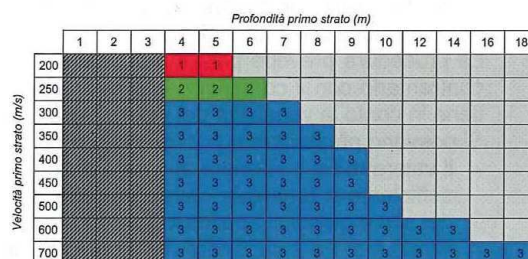 Profondità primo strato (m)
1 2 3 4 5 6 7 8 9 10 12 14 16 18
Velocità primo strato (m/s)
200 1 1
250 2 2 2
300 3 3 3 3
350 3 3 3 3 3
400 3 3 3 3 3 3
450 3 3 3 3 3 3
500 3 3 3 3 3 3 3
600 3 3 3 3 3 3 3 3 3
700 3 3 3 3 3 3 3 3 3 3 3